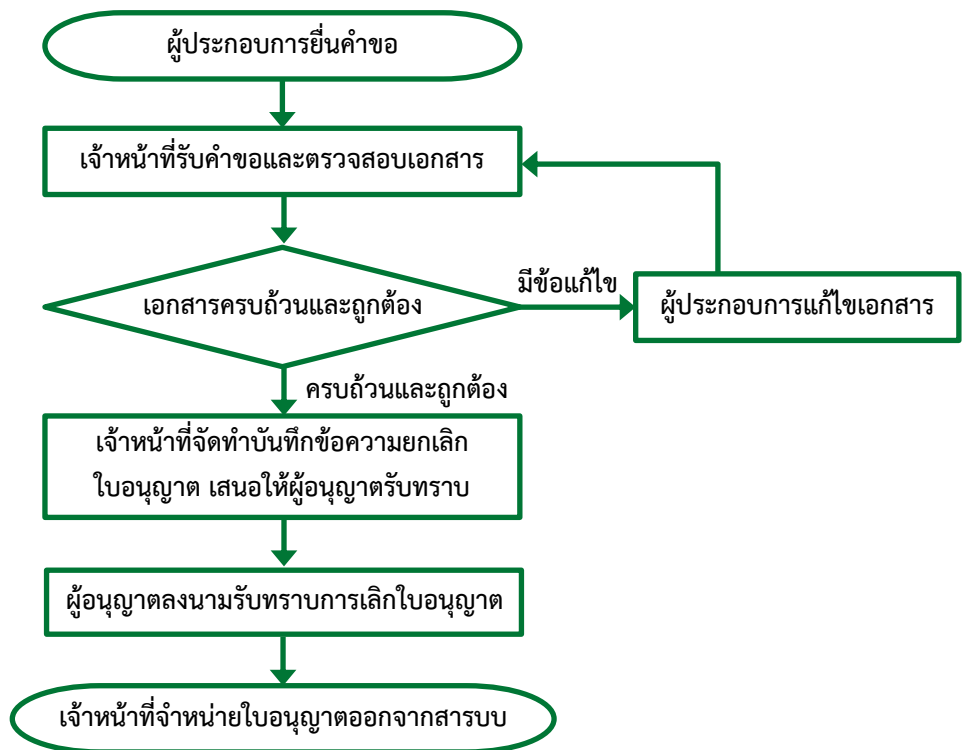 ผู้ประกอบการยื่นคำขอ
เจ้าหน้าที่รับคำขอและตรวจสอบเอกสาร
เอกสารครบถ้วนและถูกต้อง
มีข้อแก้ไข
ผู้ประกอบการแก้ไขเอกสาร
ครบถ้วนและถูกต้อง
เจ้าหน้าที่จัดทำบันทึกข้อความยกเลิก
ใบอนุญาต เสนอให้ผู้อนุญาตรับทราบ
ผู้อนุญาตลงนามรับทราบการเลิกใบอนุญาต
เจ้าหน้าที่จำหน่ายใบอนุญาตออกจากสารบบ